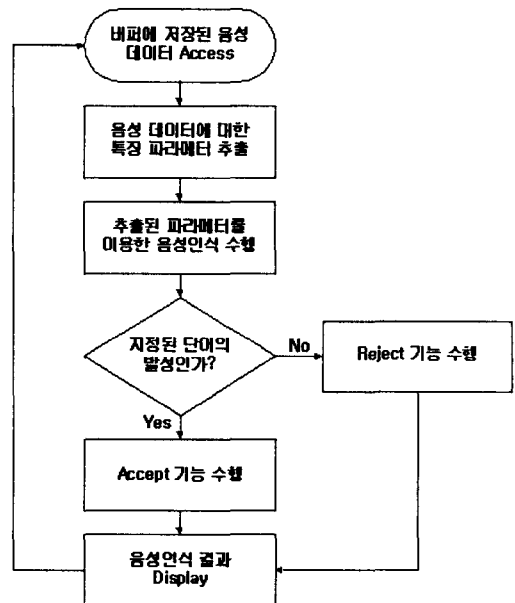 버퍼에 저장된 음성
데이터 Access
음성 데이터에 대한
특징 파라메터 추출
추출된 파라메터를
이용한 음성인식 수행
지정된 단어의
발성인가?
No
Reject 기능 수행
Yes
Accept 기능 수행
음성인식 결과
Display